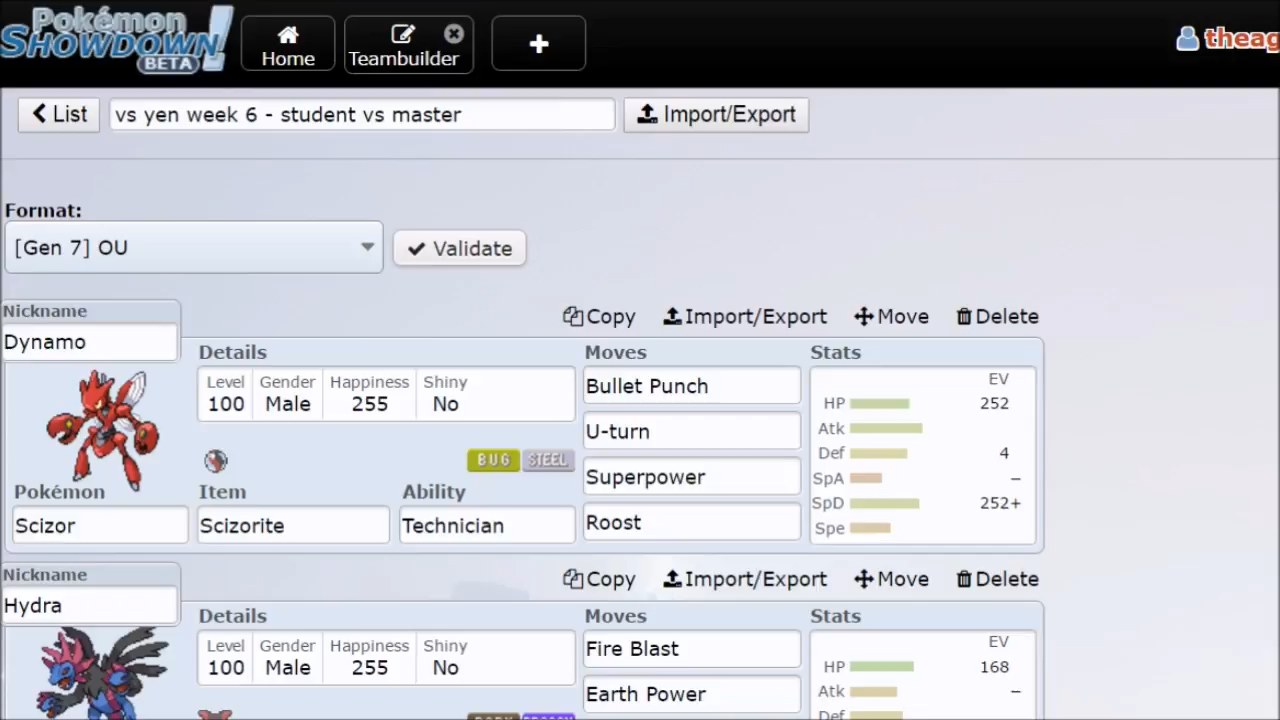 Pokémon
SHOWDOWN!
BETA
Home
Teambuilder
theag
List
vs yen week 6 - student vs master
Import/Export
Format:
[Gen 7] OU
Validate
Nickname
Dynamo
Copy Import/Export Move Delete
Details
Moves
Stats
Level Gender Happiness Shiny
100 Male 255 No
Bullet Punch
U-turn
Superpower
Roost
EV
HP 252
Atk
Def 4
SpA –
SpD 252+
Spe
BUG STEEL
Pokémon
Item
Ability
Scizor
Scizorite
Technician
Nickname
Hydra
Copy Import/Export Move Delete
Details
Moves
Stats
Level Gender Happiness Shiny
100 Male 255 No
Fire Blast
Earth Power
EV
HP 168
Atk –
Def